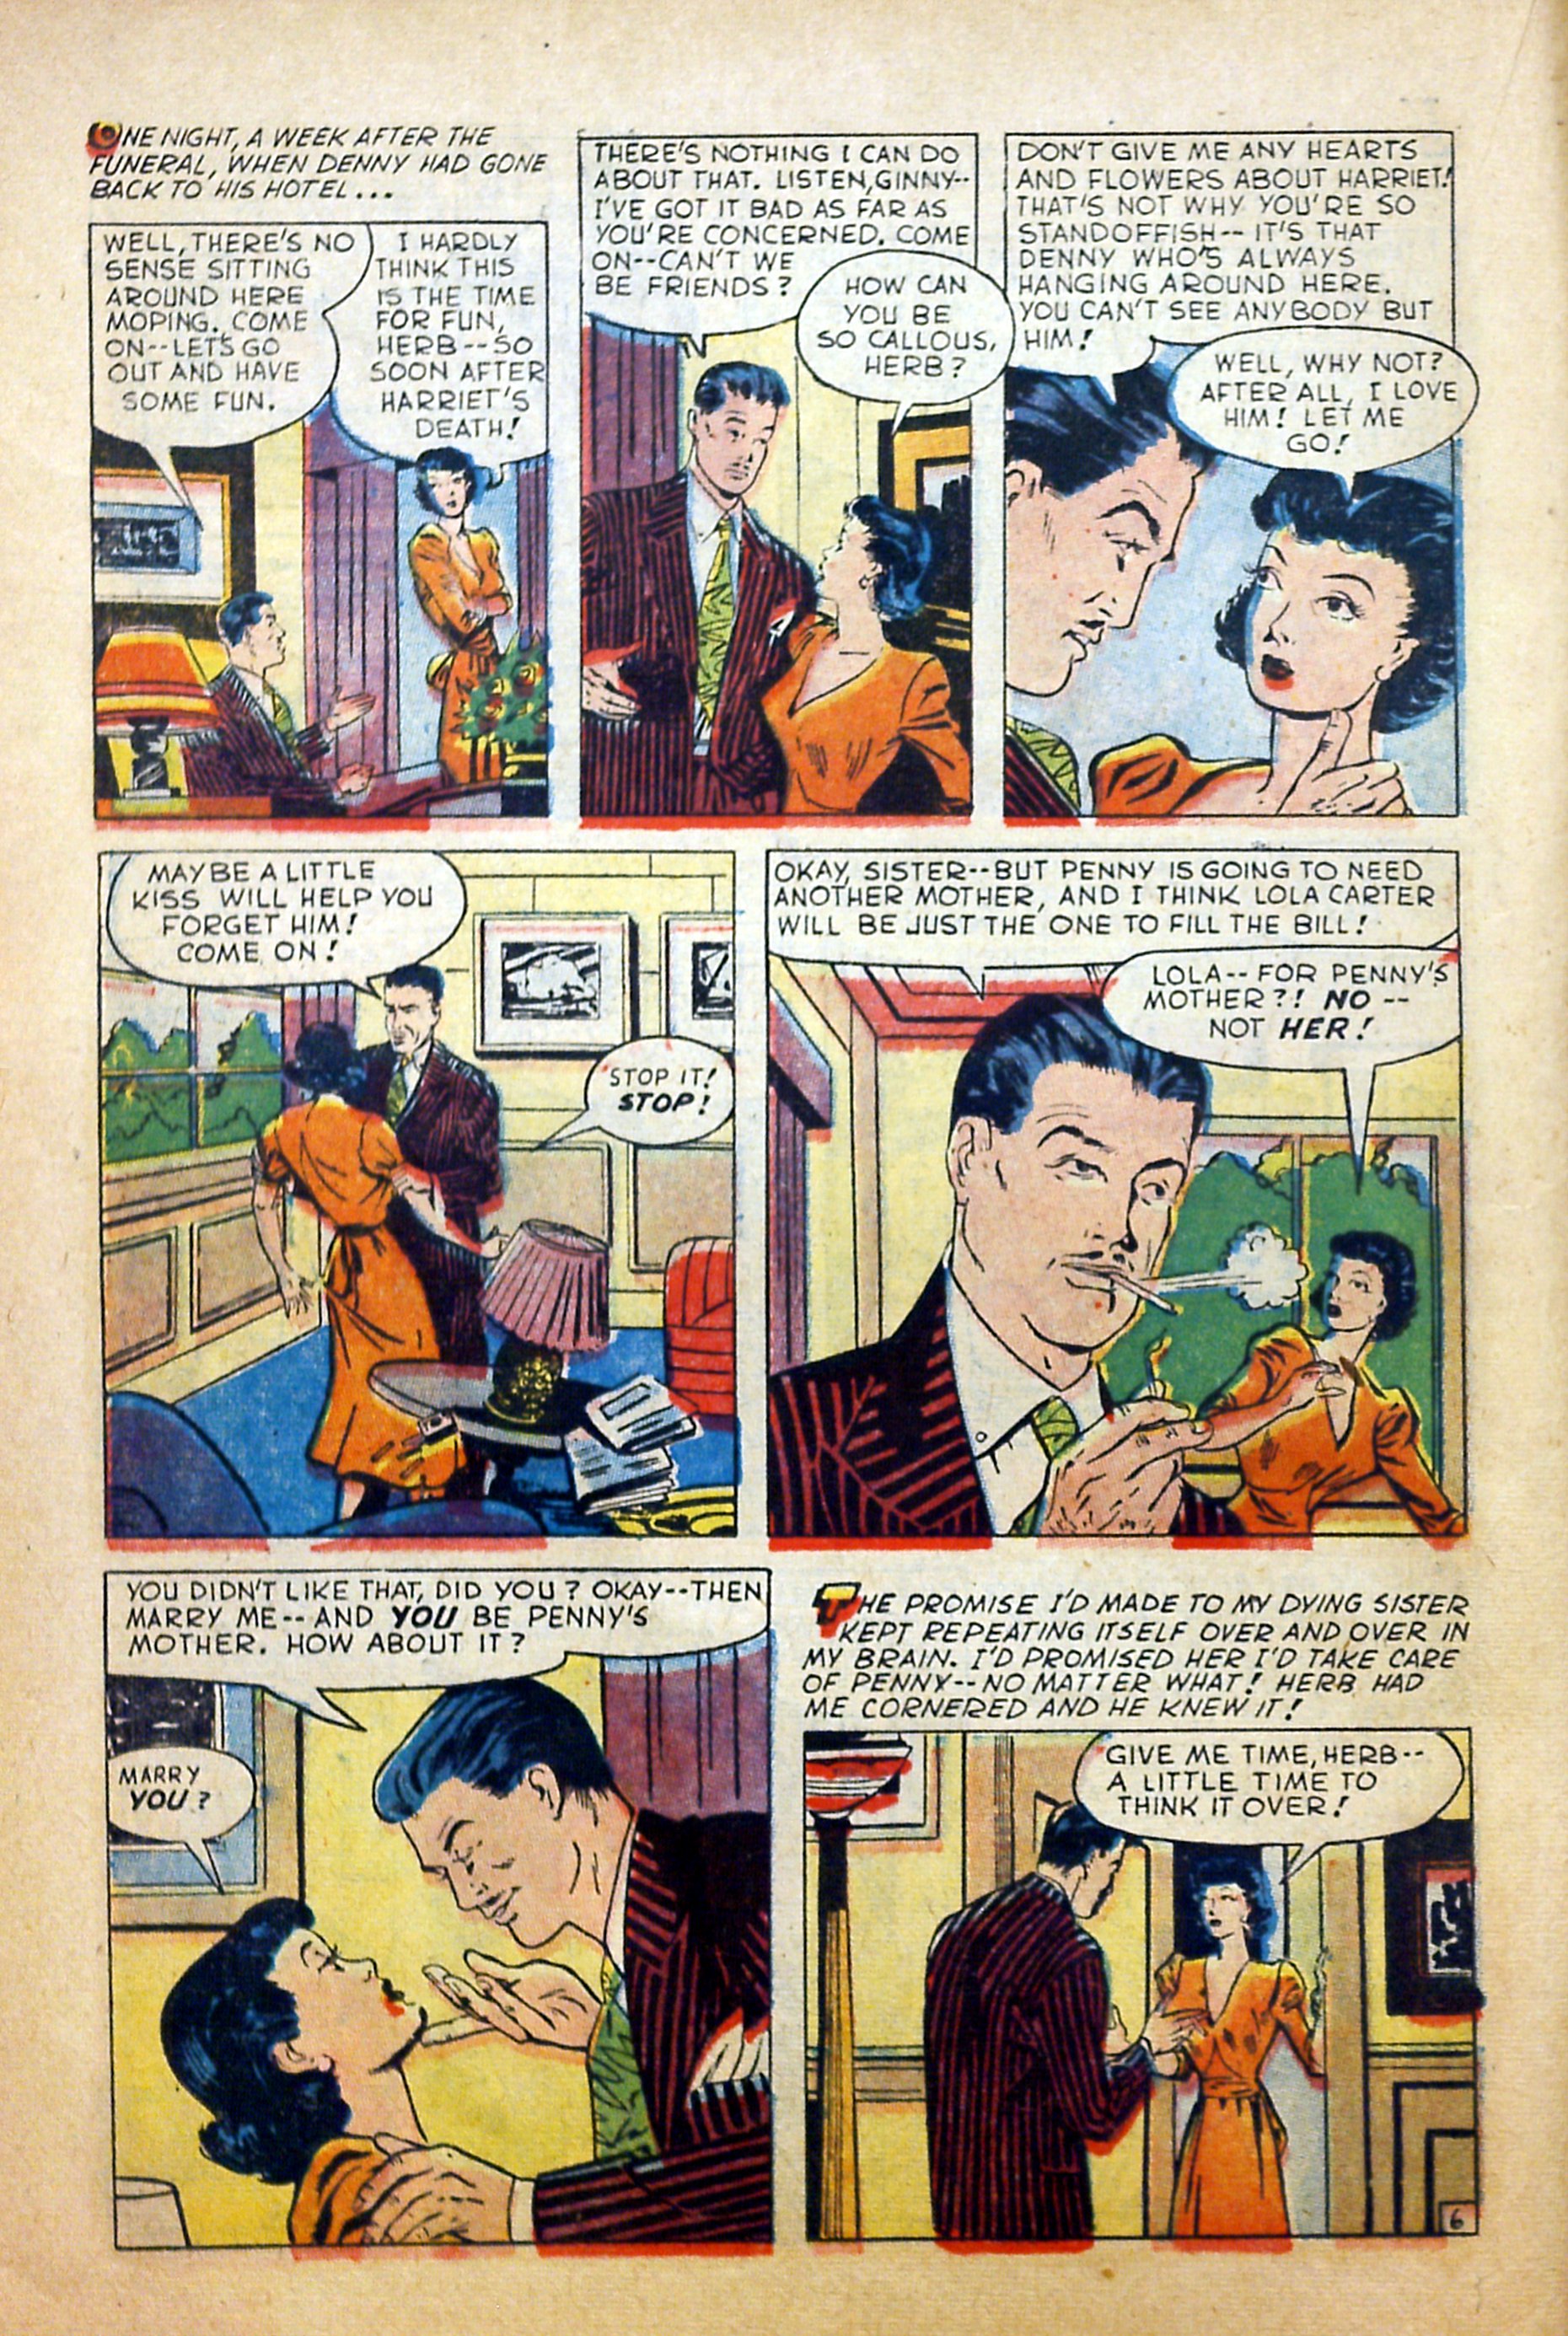 ONE NIGHT, A WEEK AFTER THE
FUNERAL, WHEN DENNY HAD GONE
BACK TO HIS HOTEL...
WELL, THERE'S NO
SENSE SITTING
AROUND HERE
MOPING. COME
ON--LET'S GO
OUT AND HAVE
SOME FUN.
I HARDLY
THINK THIS
IS THE TIME
FOR FUN,
HERB--SO
SOON AFTER
HARRIET'S
DEATH!
THERE'S NOTHING I CAN DO
ABOUT THAT. LISTEN, GINNY--
I'VE GOT IT BAD AS FAR AS
YOU'RE CONCERNED. COME
ON--CAN'T WE
BE FRIENDS?
HOW CAN
YOU BE
SO CALLOUS,
HERB?
DON'T GIVE ME ANY HEARTS
AND FLOWERS ABOUT HARRIET!
THAT'S NOT WHY YOU'RE SO
STANDOFFISH--IT'S THAT
DENNY WHO'S ALWAYS
HANGING AROUND HERE.
YOU CAN'T SEE ANYBODY BUT
HIM!
WELL, WHY NOT?
AFTER ALL, I LOVE
HIM! LET ME
GO!
MAYBE A LITTLE
KISS WILL HELP YOU
FORGET HIM!
COME ON!
STOP IT!
STOP!
OKAY, SISTER--BUT PENNY IS GOING TO NEED
ANOTHER MOTHER, AND I THINK LOLA CARTER
WILL BE JUST THE ONE TO FILL THE BILL!
LOLA--FOR PENNY'S
MOTHER?! NO--
NOT HER!
YOU DIDN'T LIKE THAT, DID YOU? OKAY--THEN
MARRY ME--AND YOU BE PENNY'S
MOTHER. HOW ABOUT IT?
MARRY
YOU?
THE PROMISE I'D MADE TO MY DYING SISTER
KEPT REPEATING ITSELF OVER AND OVER IN
MY BRAIN. I'D PROMISED HER I'D TAKE CARE
OF PENNY--NO MATTER WHAT! HERB HAD
ME CORNERED AND HE KNEW IT!
GIVE ME TIME, HERB--
A LITTLE TIME TO
THINK IT OVER!
6